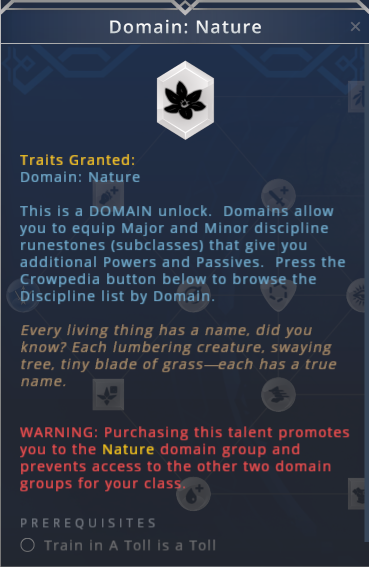 Domain: Nature
Traits Granted:
Domain: Nature
This is a DOMAIN unlock. Domains allow
you to equip Major and Minor discipline
runestones (subclasses) that give you
additional Powers and Passives. Press the
Crowpedia button below to browse the
Discipline list by Domain.
Every living thing has a name, did you
know? Each lumbering creature, swaying
tree, tiny blade of grass—each has a true
name.
WARNING: Purchasing this talent promotes
you to the Nature domain group and
prevents access to the other two domain
groups for your class.
PREREQUISITES
Train in A Toll is a Toll